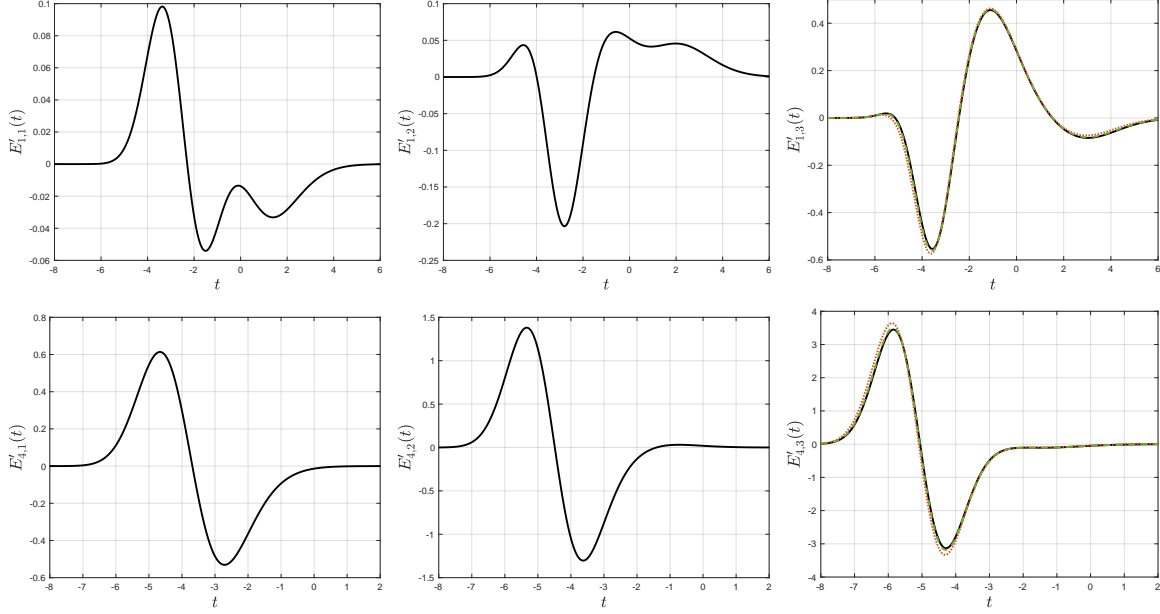 0.1
0.08
0.06
0.04
0.02
0
-0.02
-0.04
-0.06
E′1,1(t)
-8 -6 -4 -2 0 2 4 6
t
0.1
0.05
0
-0.05
-0.1
-0.15
-0.2
-0.25
E′1,2(t)
-8 -6 -4 -2 0 2 4 6
t
0.4
0.2
0
-0.2
-0.4
-0.6
E′1,3(t)
-8 -6 -4 -2 0 2 4 6
t
0.8
0.6
0.4
0.2
0
-0.2
-0.4
-0.6
E′4,1(t)
-8 -7 -6 -5 -4 -3 -2 -1 0 1 2
t
1.5
1
0.5
0
-0.5
-1
-1.5
E′4,2(t)
-8 -7 -6 -5 -4 -3 -2 -1 0 1 2
t
4
3
2
1
0
-1
-2
-3
-4
E′4,3(t)
-8 -7 -6 -5 -4 -3 -2 -1 0 1 2
t